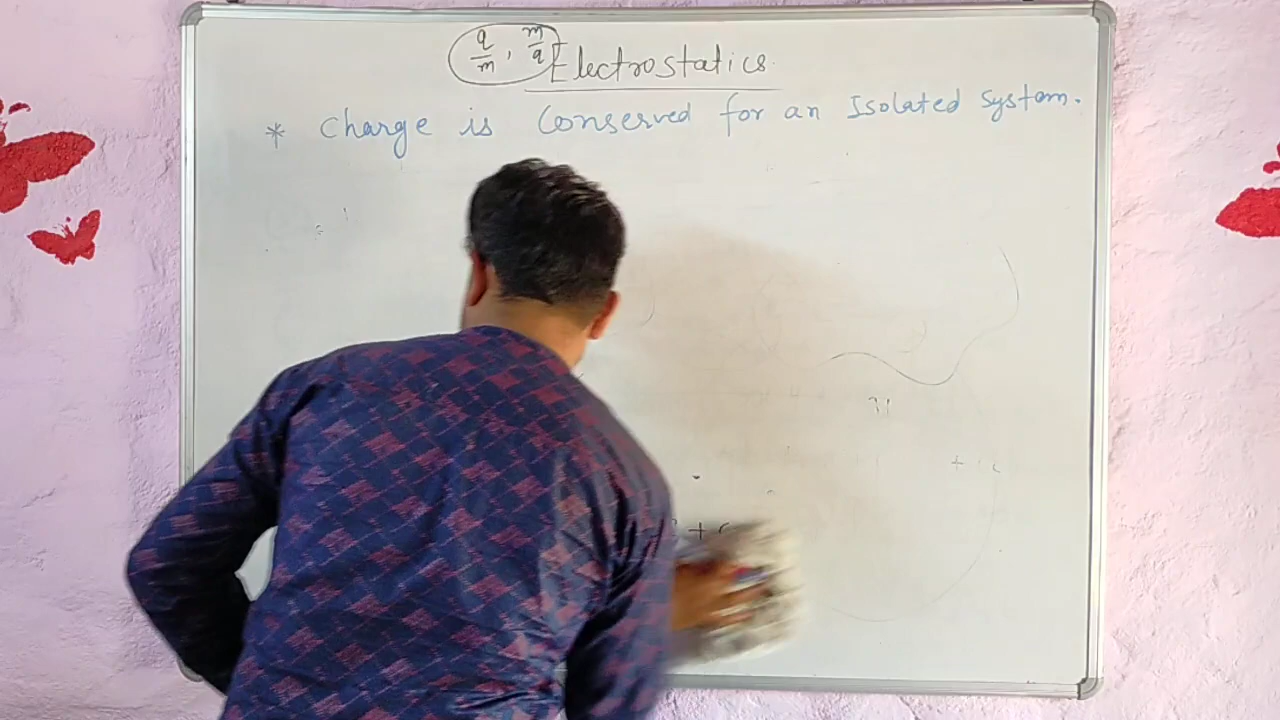 q/m , m/q Electrostatics
* Charge is Conserved for an Isolated System.
+
+